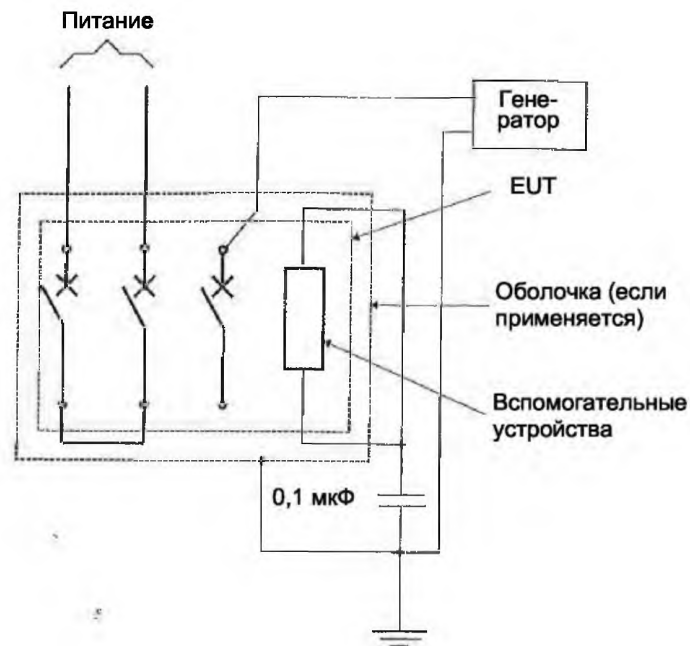 Питание
Гене-
ратор
EUT
Оболочка (если
применяется)
Вспомогательные
устройства
0,1 мкФ